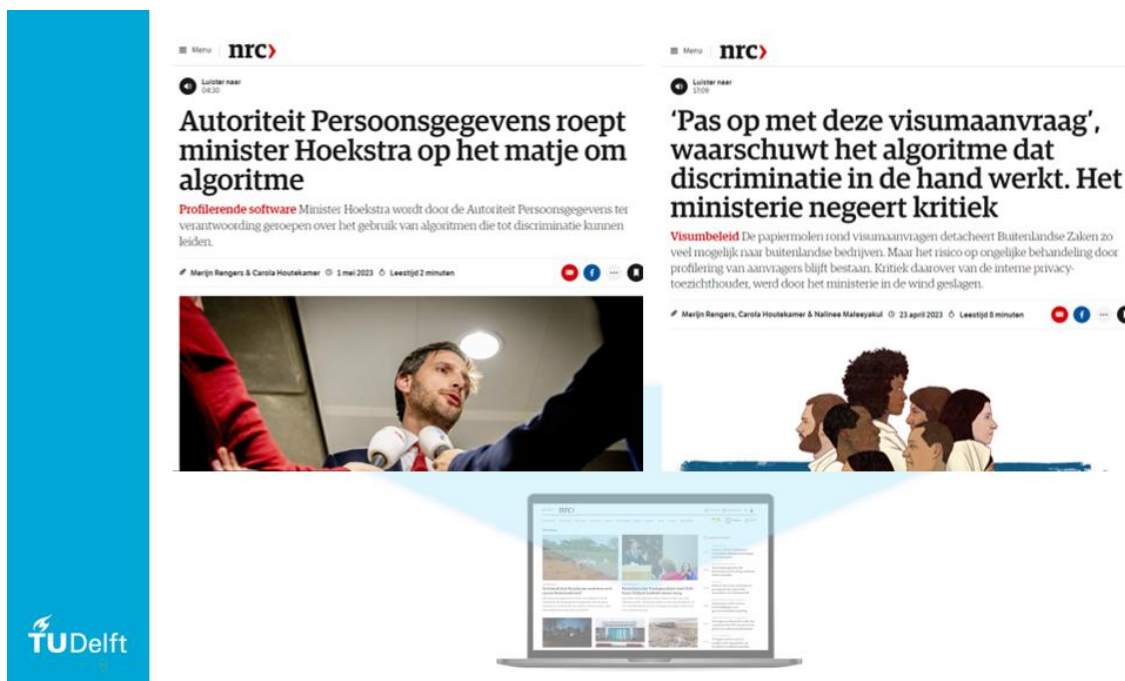 Menu nrc>
Luister naar
04:30
Autoriteit Persoonsgegevens roept
minister Hoekstra op het matje om
algoritme
Profilerende software Minister Hoekstra wordt door de Autoriteit Persoonsgegevens ter
verantwoording geroepen over het gebruik van algoritmen die tot discriminatie kunnen
leiden.
Merijn Rengers & Carola Houtekamer 1 mei 2023 Leestijd 2 minuten
Menu nrc>
Luister naar
17:09
‘Pas op met deze visumaanvraag’,
waarschuwt het algoritme dat
discriminatie in de hand werkt. Het
ministerie negeert kritiek
Visumbeleid De papiermolen rond visumaanvragen detacheert Buitenlandse Zaken zo
veel mogelijk naar buitenlandse bedrijven. Maar het risico op ongelijke behandeling door
profilering van aanvragers blijft bestaan. Kritiek daarover van de interne privacy-
toezichthouder, werd door het ministerie in de wind geslagen.
Merijn Rengers, Carola Houtekamer & Nalinee Maleeyakul 23 april 2023 Leestijd 8 minuten
nrc>
TUDelft